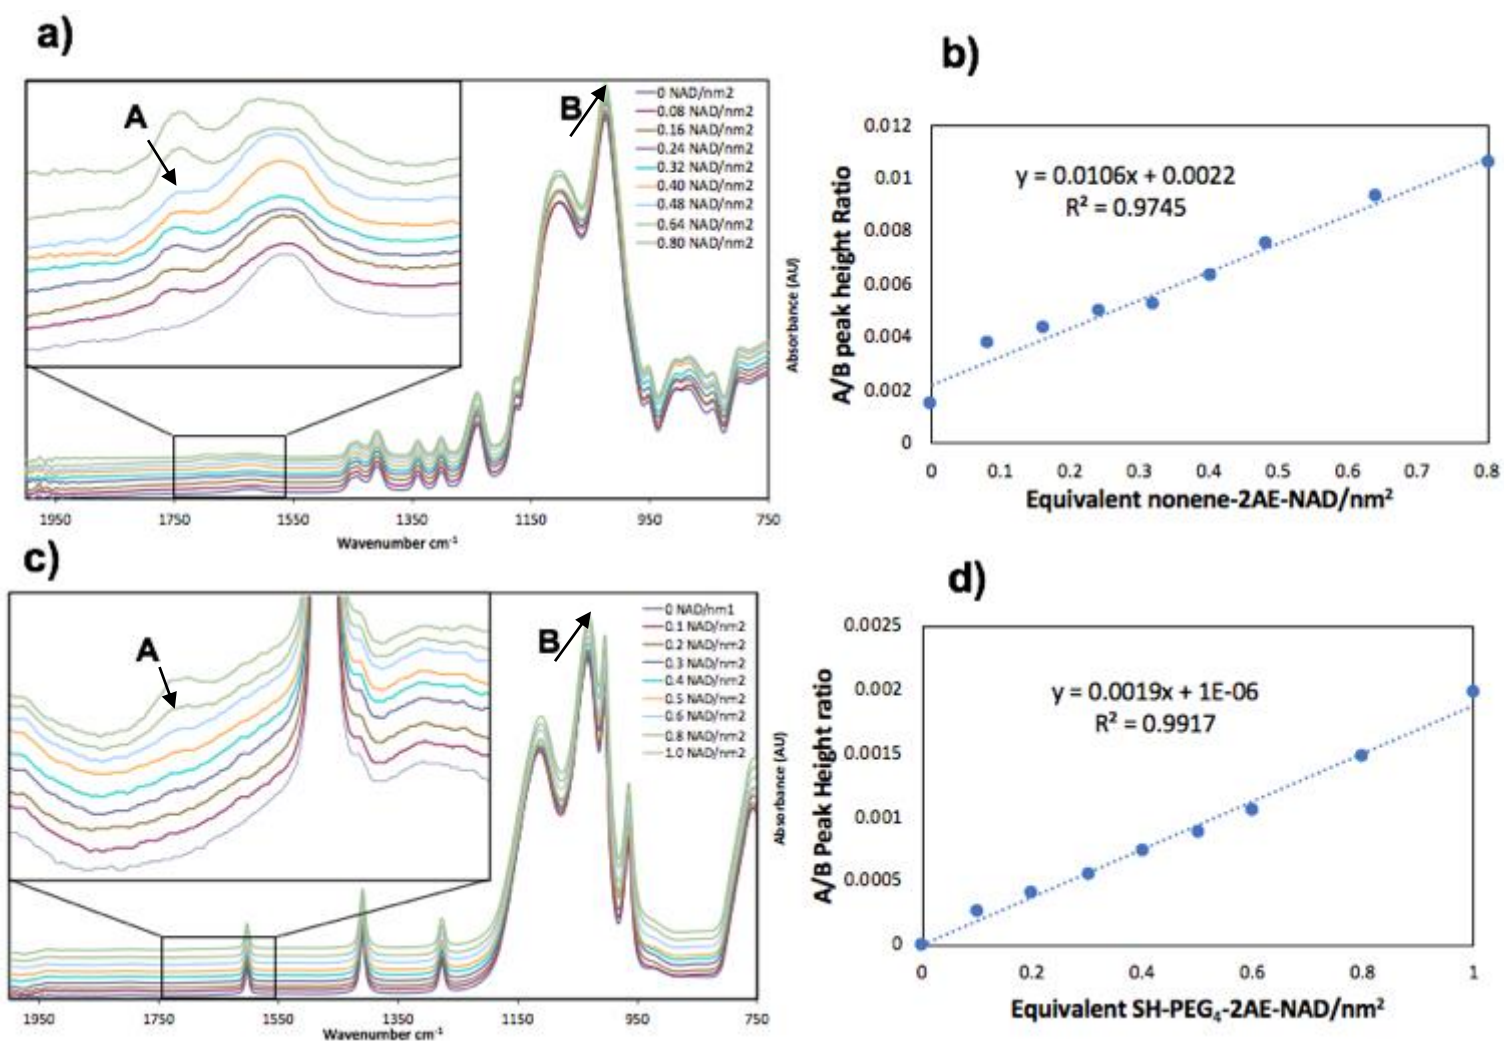 a)
A
B
0 NAD/nm2
0.08 NAD/nm2
0.16 NAD/nm2
0.24 NAD/nm2
0.32 NAD/nm2
0.40 NAD/nm2
0.48 NAD/nm2
0.64 NAD/nm2
0.80 NAD/nm2
Absorbance (AU)
1950 1750 1550 1350 1150 950 750
Wavenumber cm⁻¹
b)
A/B peak height Ratio
0.012
0.01
0.008
0.006
0.004
0.002
0
y = 0.0106x + 0.0022
R² = 0.9745
0 0.1 0.2 0.3 0.4 0.5 0.6 0.7 0.8
Equivalent nonene-2AE-NAD/nm²
c)
A
B
0 NAD/nm1
0.1 NAD/nm2
0.2 NAD/nm2
0.3 NAD/nm2
0.4 NAD/nm2
0.5 NAD/nm2
0.6 NAD/nm2
0.8 NAD/nm2
1.0 NAD/nm2
Absorbance (AU)
1950 1750 1550 1350 1150 950 750
Wavenumber cm⁻¹
d)
A/B Peak Height ratio
0.0025
0.002
0.0015
0.001
0.0005
0
y = 0.0019x + 1E-06
R² = 0.9917
0 0.2 0.4 0.6 0.8 1
Equivalent SH-PEG₄-2AE-NAD/nm²